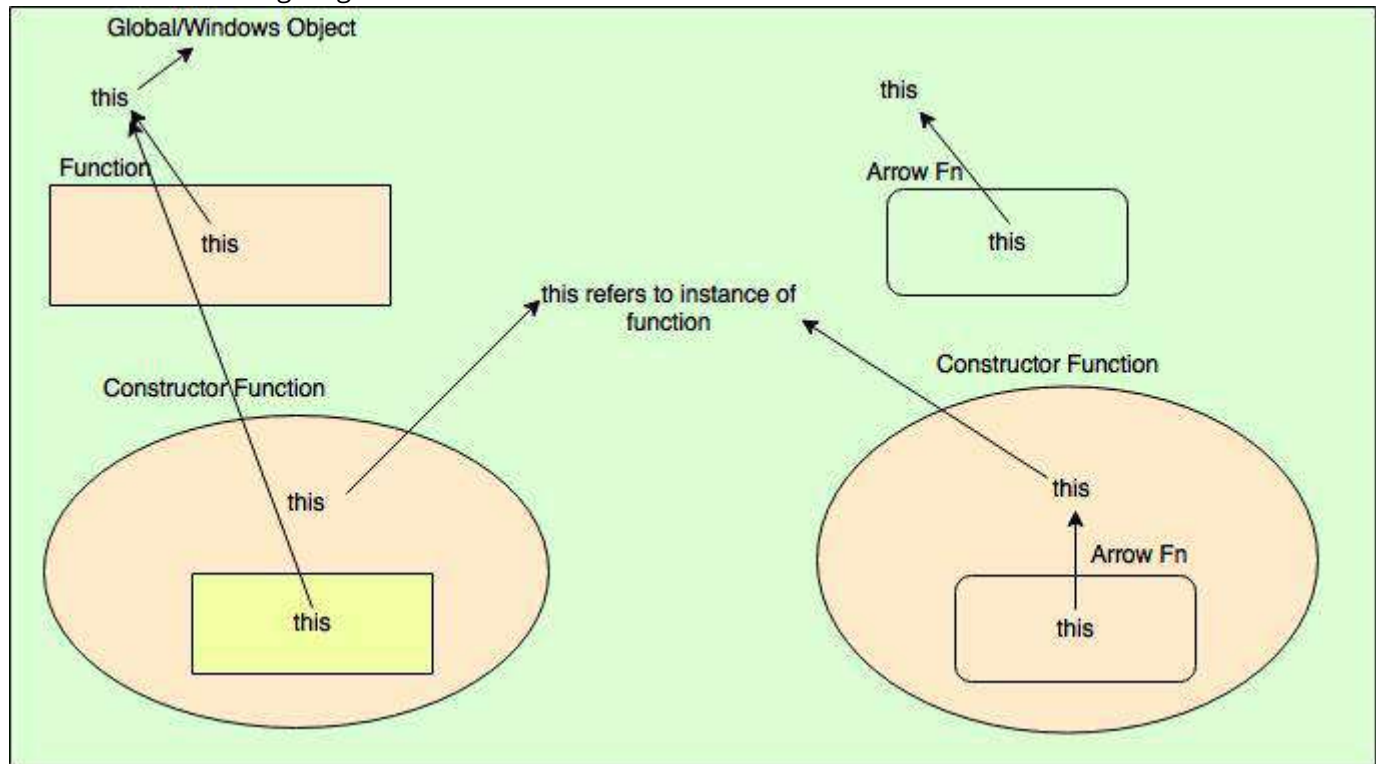 Global/Windows Object
this
this
Function
Arrow Fn
this
this
this refers to instance of
function
Constructor Function
Constructor Function
this
this
Arrow Fn
this
this